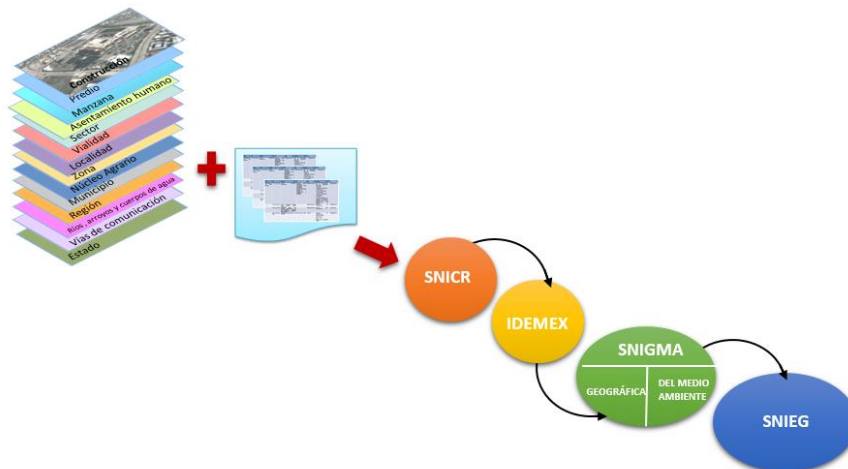 Construcción
Predio
Manzana
Asentamiento humano
Sector
Vialidad
Localidad
Zona
Núcleo Agrario
Municipio
Región
Ríos, arroyos y cuerpos de agua
Vías de comunicación
Estado
SNICR
IDEMEX
SNIGMA
GEOGRÁFICA
DEL MEDIO
AMBIENTE
SNIEG